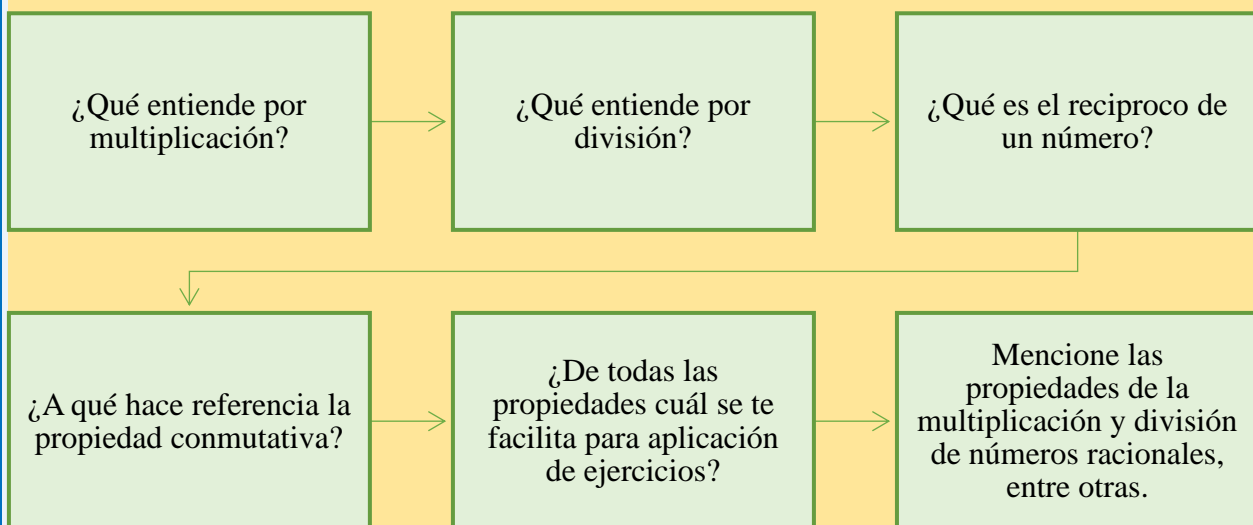 ¿Qué entiende por
multiplicación?
¿Qué entiende por
división?
¿Qué es el reciproco de
un número?
¿A qué hace referencia la
propiedad conmutativa?
¿De todas las
propiedades cuál se te
facilita para aplicación
de ejercicios?
Mencione las
propiedades de la
multiplicación y división
de números racionales,
entre otras.